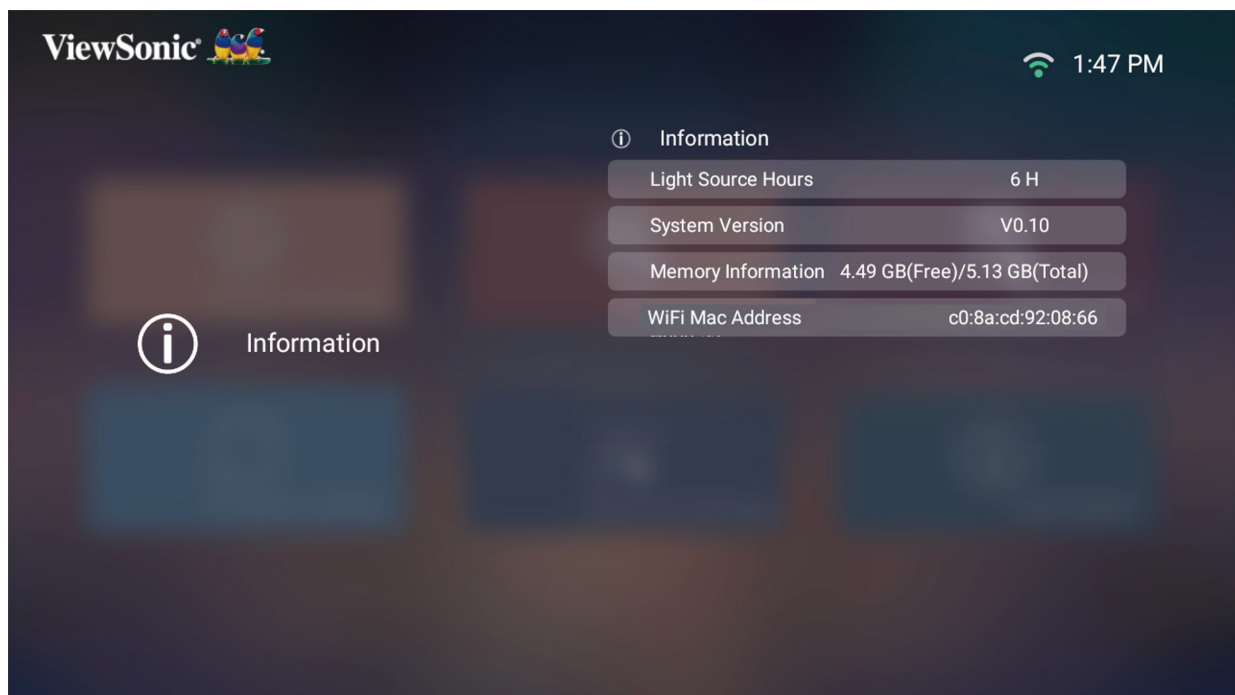 ViewSonic
1:47 PM
Information
Light Source Hours 6 H
System Version V0.10
Memory Information 4.49 GB(Free)/5.13 GB(Total)
WiFi Mac Address c0:8a:cd:92:08:66
Information